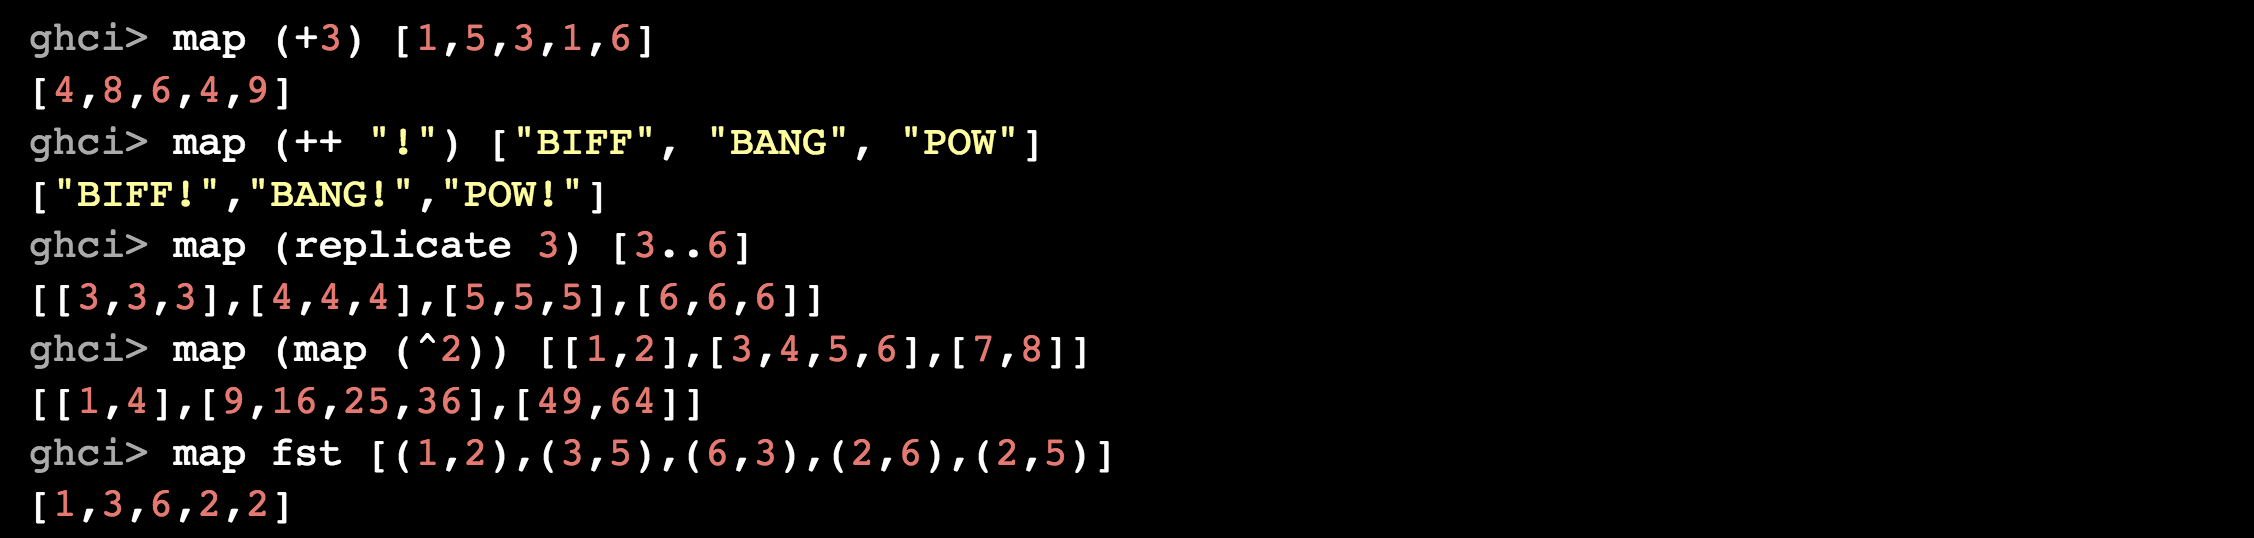 ghci> map (+3) [1,5,3,1,6]
[4,8,6,4,9]
ghci> map (++ "!") ["BIFF", "BANG", "POW"]
["BIFF!","BANG!","POW!"]
ghci> map (replicate 3) [3..6]
[[3,3,3],[4,4,4],[5,5,5],[6,6,6]]
ghci> map (map (^2)) [[1,2],[3,4,5,6],[7,8]]
[[1,4],[9,16,25,36],[49,64]]
ghci> map fst [(1,2),(3,5),(6,3),(2,6),(2,5)]
[1,3,6,2,2]